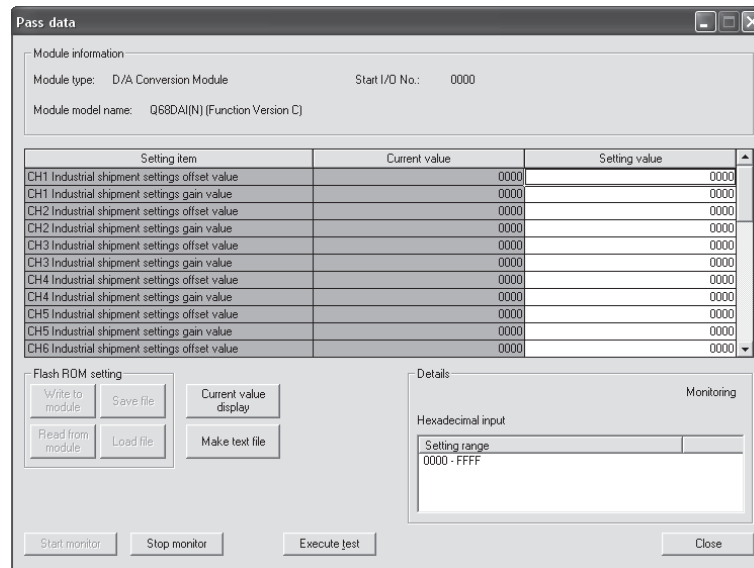 Pass data
Module information
Module type: D/A Conversion Module Start I/O No.: 0000
Module model name: Q68DAI(N) (Function Version C)
Setting item Current value Setting value
CH1 Industrial shipment settings offset value 0000 0000
CH1 Industrial shipment settings gain value 0000 0000
CH2 Industrial shipment settings offset value 0000 0000
CH2 Industrial shipment settings gain value 0000 0000
CH3 Industrial shipment settings offset value 0000 0000
CH3 Industrial shipment settings gain value 0000 0000
CH4 Industrial shipment settings offset value 0000 0000
CH4 Industrial shipment settings gain value 0000 0000
CH5 Industrial shipment settings offset value 0000 0000
CH5 Industrial shipment settings gain value 0000 0000
CH6 Industrial shipment settings offset value 0000 0000
Flash ROM setting
Write to
module
Save file
Current value
display
Read from
module
Load file
Make text file
Details
Monitoring
Hexadecimal input
Setting range
0000 - FFFF
Start monitor Stop monitor Execute test Close